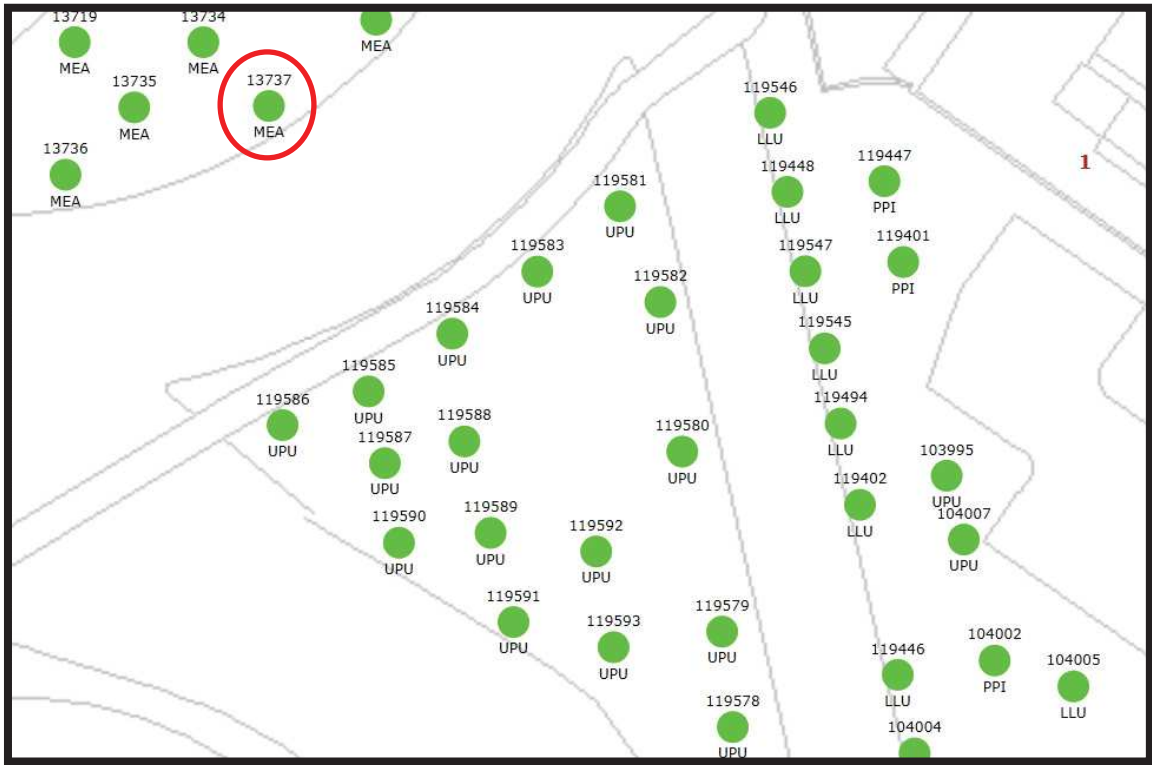 13719
MEA
13734
MEA
MEA
13735
MEA
13737
MEA
13736
MEA
119546
LLU
119448
LLU
119447
PPI
1
119581
UPU
119583
UPU
119582
UPU
119547
LLU
119401
PPI
119584
UPU
119545
LLU
119585
UPU
119586
UPU
119587
UPU
119588
UPU
119580
UPU
119494
LLU
103995
UPU
119402
LLU
104007
UPU
119590
UPU
119589
UPU
119592
UPU
119591
UPU
119593
UPU
119579
UPU
119446
LLU
104002
PPI
104005
LLU
119578
UPU
104004